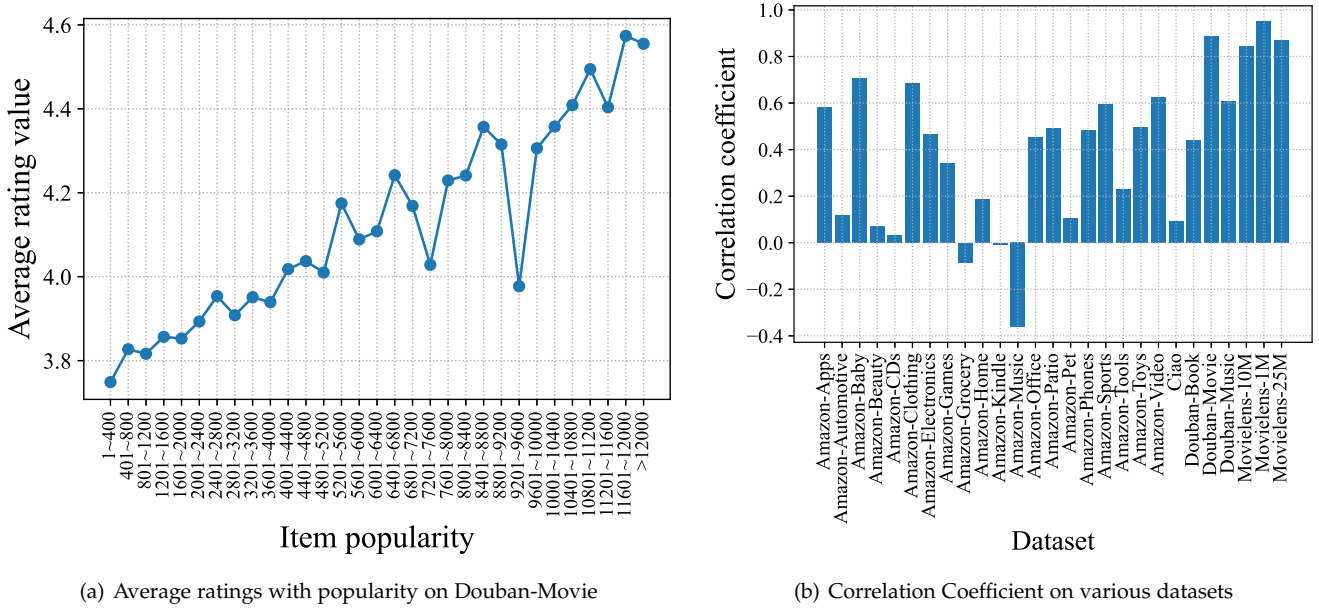 4.6
4.4
4.2
4.0
3.8
Average rating value
1~400
401~800
801~1200
1201~1600
1601~2000
2001~2400
2401~2800
2801~3200
3201~3600
3601~4000
4001~4400
4401~4800
4801~5200
5201~5600
5601~6000
6001~6400
6401~6800
6801~7200
7201~7600
7601~8000
8001~8400
8401~8800
8801~9200
9201~9600
9601~10000
10001~10400
10401~10800
10801~11200
11201~11600
11601~12000
>12000
Item popularity
(a) Average ratings with popularity on Douban-Movie
1.0
0.8
0.6
0.4
0.2
0.0
−0.2
−0.4
Correlation coefficient
Amazon-Apps
Amazon-Automotive
Amazon-Baby
Amazon-Beauty
Amazon-CDs
Amazon-Clothing
Amazon-Electronics
Amazon-Games
Amazon-Grocery
Amazon-Home
Amazon-Kindle
Amazon-Music
Amazon-Office
Amazon-Patio
Amazon-Pet
Amazon-Phones
Amazon-Sports
Amazon-Tools
Amazon-Toys
Amazon-Video
Ciao
Douban-Book
Douban-Movie
Douban-Music
Movielens-10M
Movielens-1M
Movielens-25M
Dataset
(b) Correlation Coefficient on various datasets